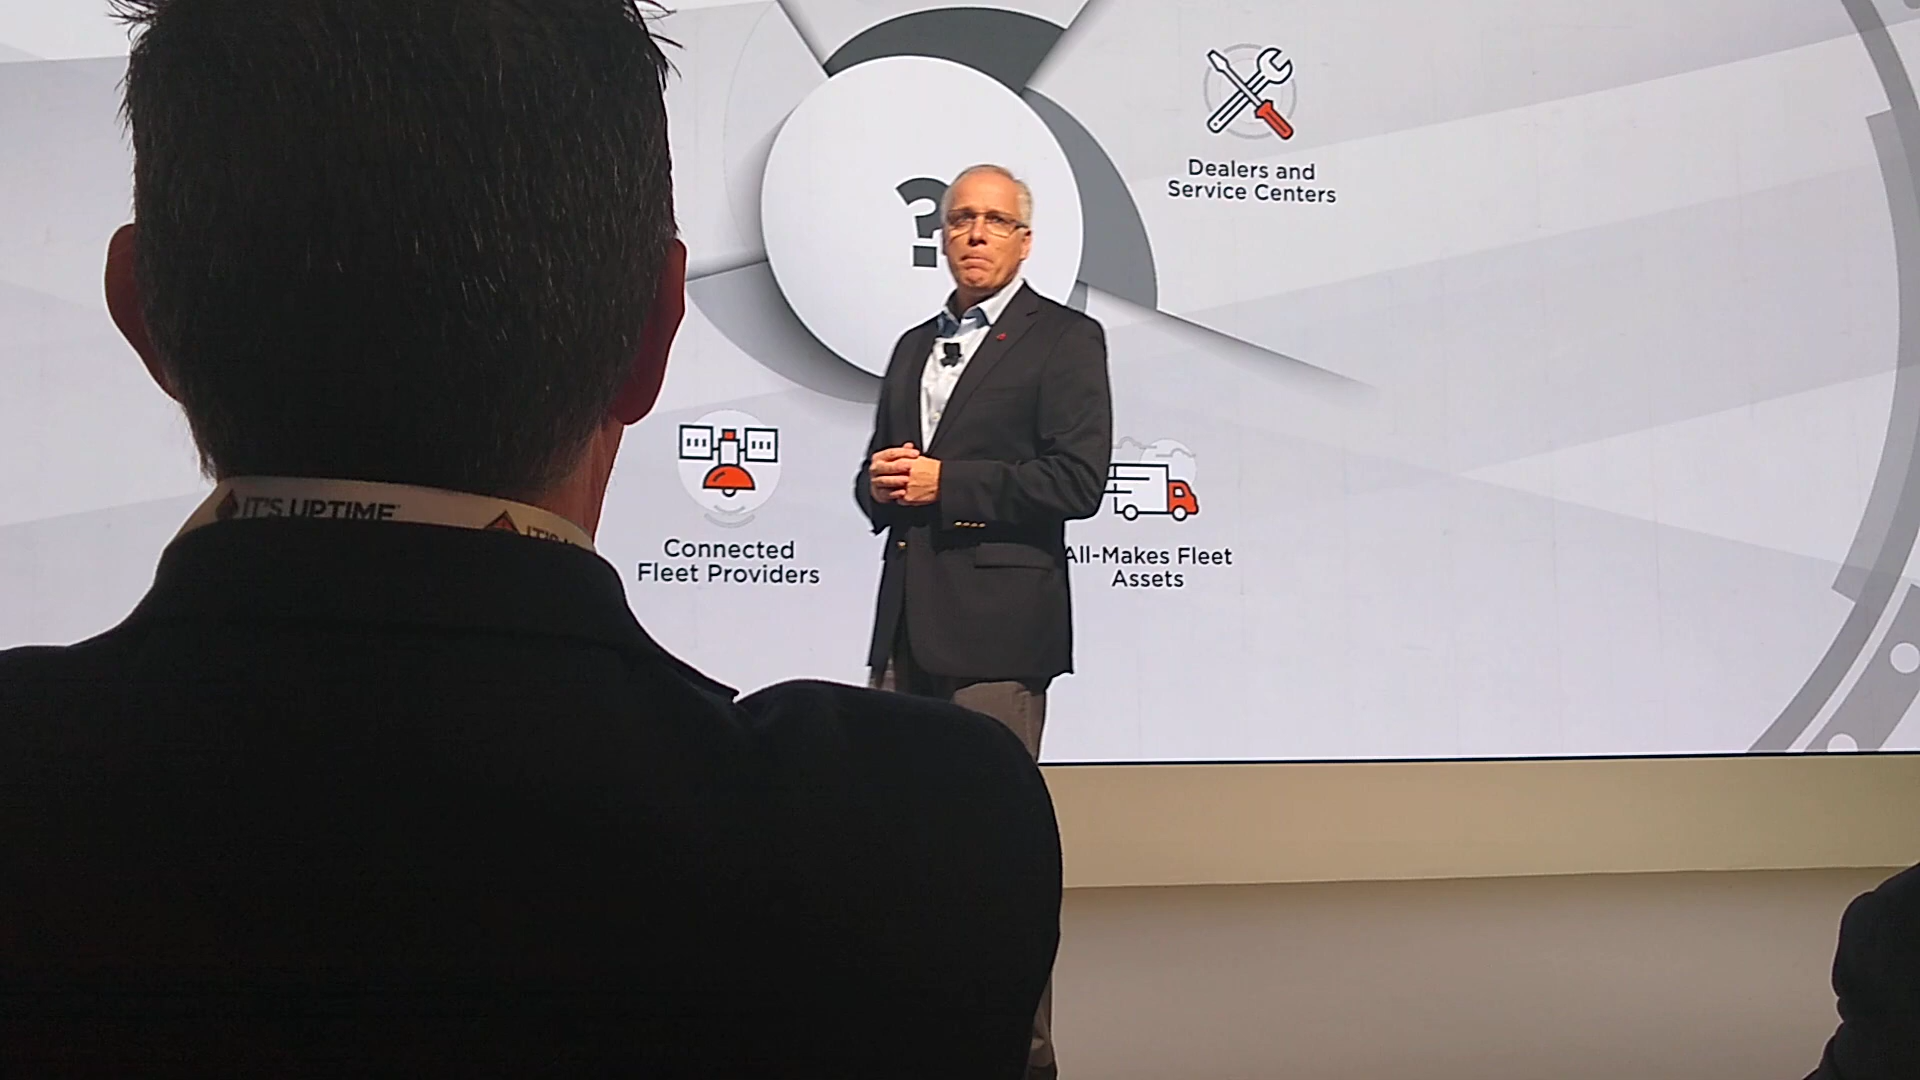 Dealers and
Service Centers
?
IT'S UPTIME
Connected
Fleet Providers
All-Makes Fleet
Assets